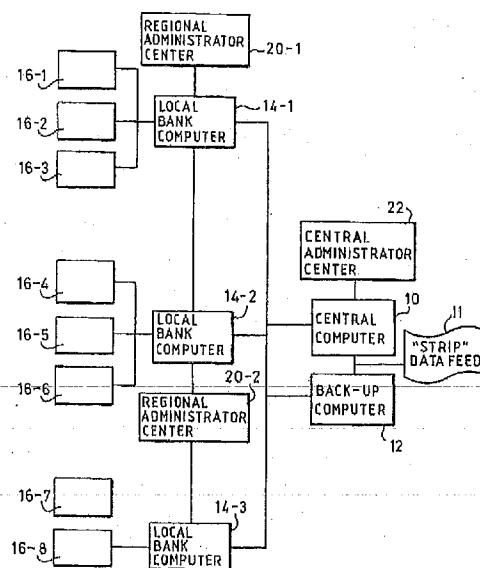 REGIONAL
ADMINISTRATOR
CENTER
20-1
16-1
16-2
16-3
LOCAL
BANK
COMPUTER
14-1
22
CENTRAL
ADMINISTRATOR
CENTER
16-4
16-5
16-6
LOCAL
BANK
COMPUTER
14-2
10
CENTRAL
COMPUTER
11
"STRIP"
DATA FEED
20-2
REGIONAL
ADMINISTRATOR
CENTER
BACK-UP
COMPUTER
12
16-7
16-8
14-3
LOCAL
BANK
COMPUTER